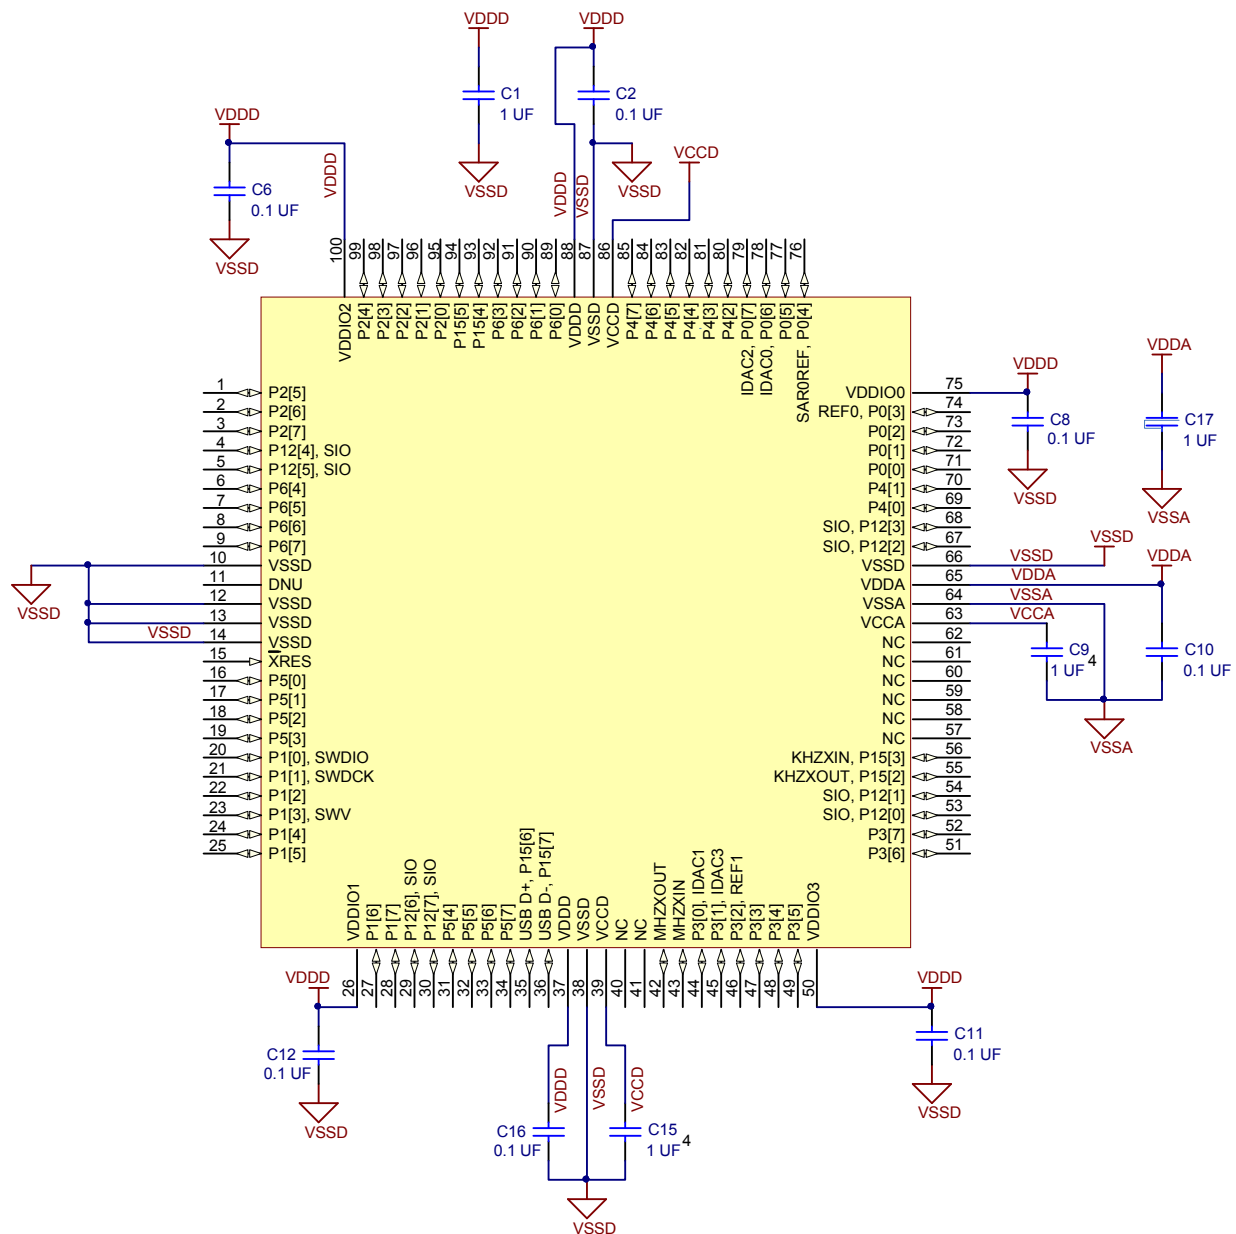 VDDD
VDDD
C1
1 UF
C2
0.1 UF
VDDD
C6
0.1 UF
VCCD
VSSD
VSSD
VSSD
VDDD
VDDD
VSSD
100
99
98
97
96
95
94
93
92
91
90
89
88
87
86
85
84
83
82
81
80
79
78
77
76
VDDIO2
P2[4]
P2[3]
P2[2]
P2[1]
P2[0]
P15[5]
P15[4]
P6[3]
P6[2]
P6[1]
P6[0]
VDDD
VSSD
VCCD
P4[7]
P4[6]
P4[5]
P4[4]
P4[3]
P4[2]
IDAC2, P0[7]
IDAC0, P0[6]
P0[5]
SAR0REF, P0[4]
1 P2[5]
2 P2[6]
3 P2[7]
4 P12[4], SIO
5 P12[5], SIO
6 P6[4]
7 P6[5]
8 P6[6]
9 P6[7]
10 VSSD
11 DNU
12 VSSD
13 VSSD
VSSD 14 VSSD
15 XRES
16 P5[0]
17 P5[1]
18 P5[2]
19 P5[3]
20 P1[0], SWDIO
21 P1[1], SWDCK
22 P1[2]
23 P1[3], SWV
24 P1[4]
25 P1[5]
VSSD
VDDIO0 75
REF0, P0[3] 74
P0[2] 73
P0[1] 72
P0[0] 71
P4[1] 70
P4[0] 69
SIO, P12[3] 68
SIO, P12[2] 67
VSSD 66 VSSD
VDDA 65 VDDA
VSSA 64 VSSA
VCCA 63 VCCA
NC 62
NC 61
NC 60
NC 59
NC 58
NC 57
KHZXIN, P15[3] 56
KHZXOUT, P15[2] 55
SIO, P12[1] 54
SIO, P12[0] 53
P3[7] 52
P3[6] 51
VDDD
C8
0.1 UF
VSSD
VDDA
C17
1 UF
VSSA
VSSD
VDDA
C9
1 UF 4
C10
0.1 UF
VSSA
VDDIO1
P1[6]
P1[7]
P12[6], SIO
P12[7], SIO
P5[4]
P5[5]
P5[6]
P5[7]
USB D+, P15[6]
USB D-, P15[7]
VDDD
VSSD
VCCD
NC
NC
MHZXOUT
MHZXIN
P3[0], IDAC1
P3[1], IDAC3
P3[2], REF1
P3[3]
P3[4]
P3[5]
VDDIO3
26
27
28
29
30
31
32
33
34
35
36
37
38
39
40
41
42
43
44
45
46
47
48
49
50
VDDD
C12
0.1 UF
VSSD
VDDD
VSSD
VCCD
C16
0.1 UF
C15
1 UF 4
VSSD
VDDD
C11
0.1 UF
VSSD